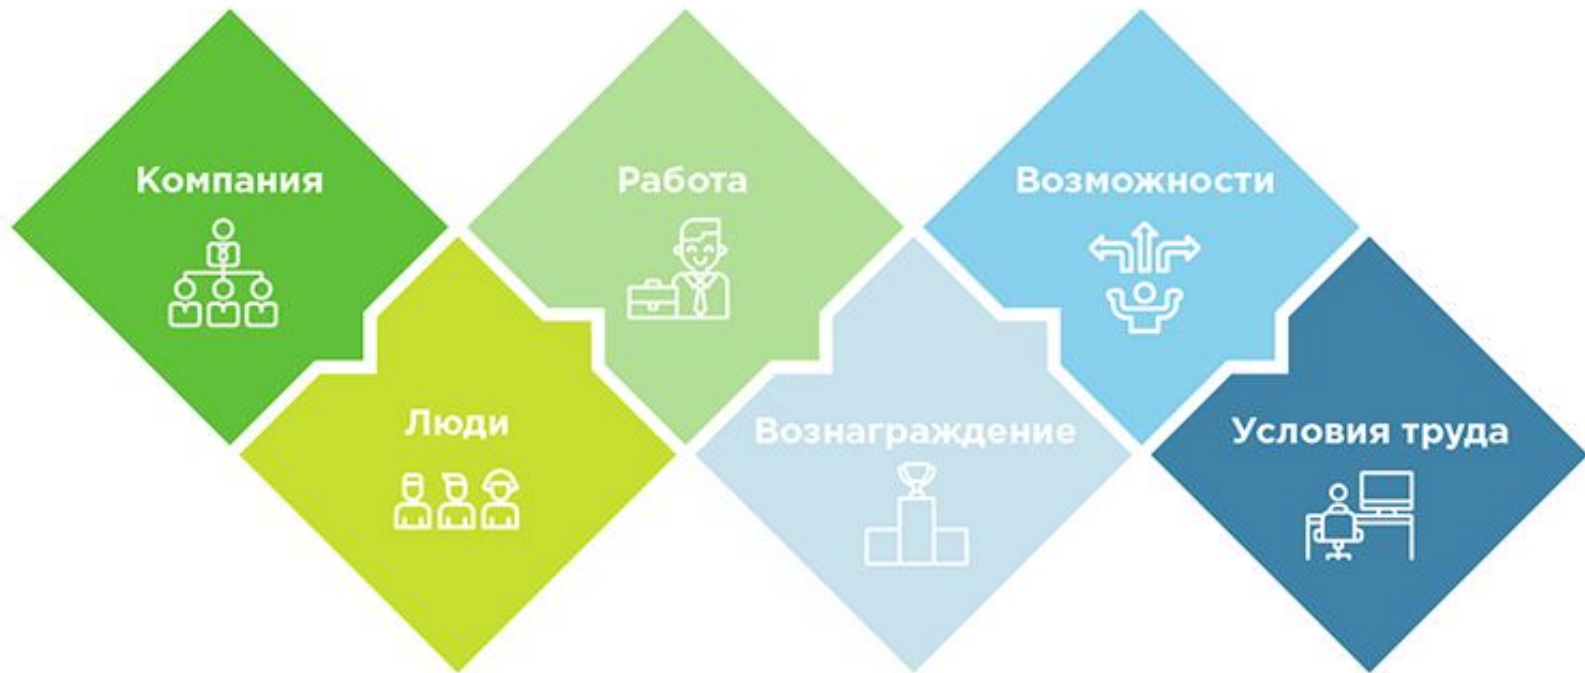 Компания
Работа
Возможности
Люди
Вознаграждение
Условия труда